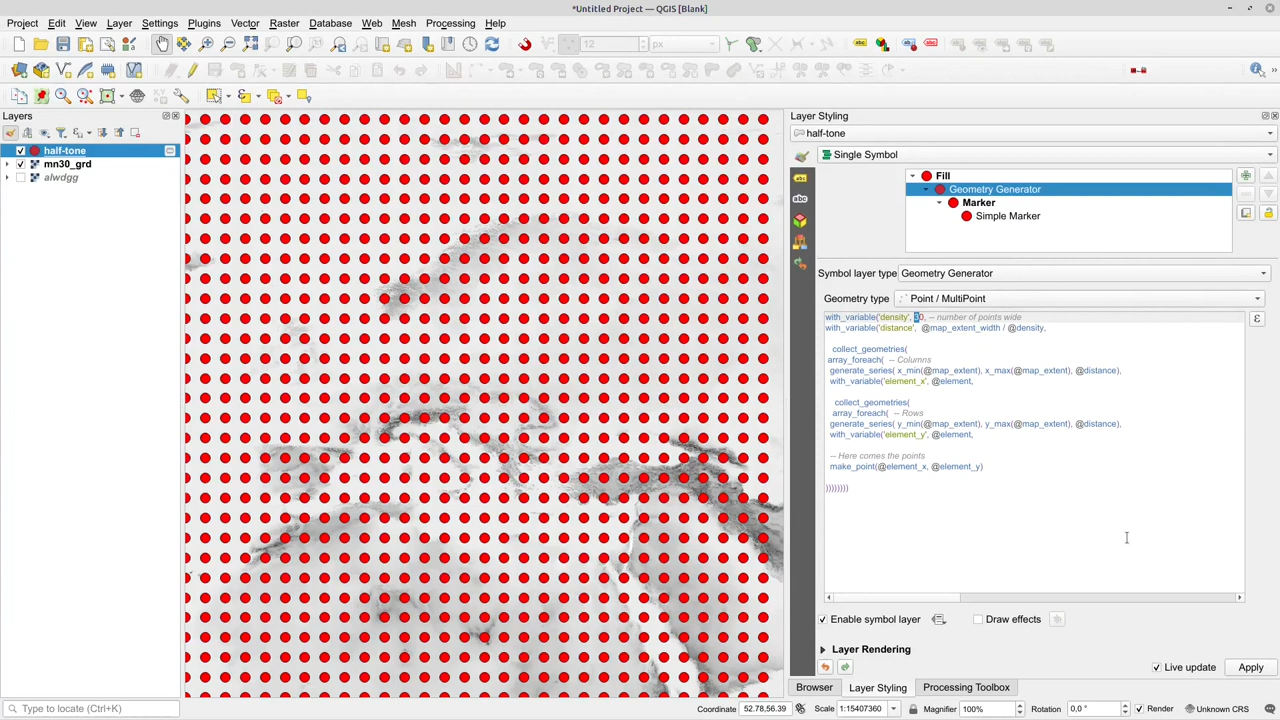 *Untitled Project — QGIS [Blank]
Project Edit View Layer Settings Plugins Vector Raster Database Web Mesh Processing Help
12 px
Layers
half-tone
mn30_grd
alwdgg
Layer Styling
half-tone
Single Symbol
Fill
Geometry Generator
Marker
Simple Marker
Symbol layer type Geometry Generator
Geometry type Point / MultiPoint
with_variable('density', 30, -- number of points wide
with_variable('distance', @map_extent_width / @density,
collect_geometries(
array_foreach( -- Columns
generate_series( x_min(@map_extent), x_max(@map_extent), @distance),
with_variable('element_x', @element,
collect_geometries(
array_foreach( -- Rows
generate_series( y_min(@map_extent), y_max(@map_extent), @distance),
with_variable('element_y', @element,
-- Here comes the points
make_point(@element_x, @element_y)
))))))))
Enable symbol layer Draw effects
Layer Rendering
Live update Apply
Browser Layer Styling Processing Toolbox
Type to locate (Ctrl+K) Coordinate 52.78,56.39 Scale 1:15407360 Magnifier 100% Rotation 0,0 ° Render Unknown CRS